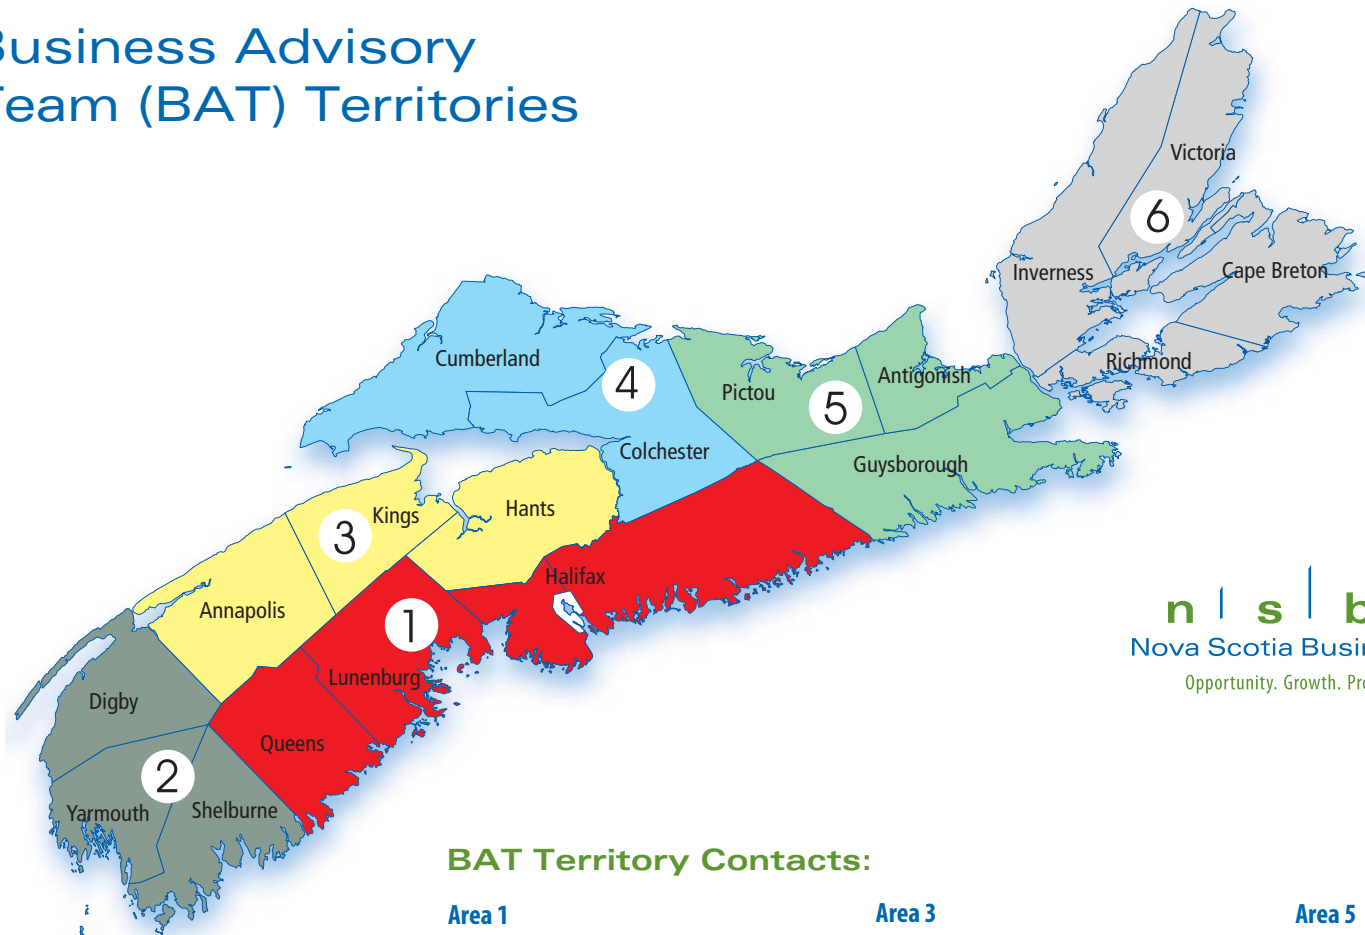 Business Advisory
Team (BAT) Territories
Victoria
6
Inverness
Cape Breton
Richmond
Cumberland
4
Colchester
Pictou
5
Antigonish
Guysborough
Kings
3
Hants
Annapolis
Halifax
1
Lunenburg
Queens
Digby
2
Yarmouth
Shelburne
n s b
Nova Scotia Busin
Opportunity. Growth. Pro
BAT Territory Contacts:
Area 1
Area 3
Area 5